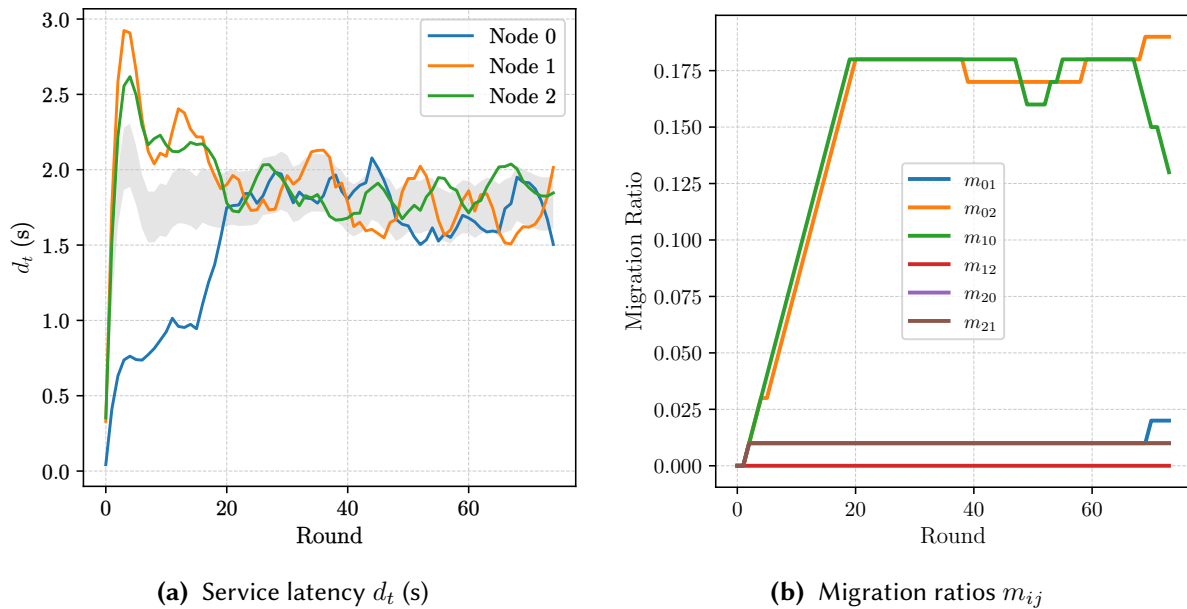 3.0
2.5
2.0
1.5
1.0
0.5
0.0
d_t (s)
0
20
40
60
Round
Node 0
Node 1
Node 2
(a) Service latency d_t (s)
0.175
0.150
0.125
0.100
0.075
0.050
0.025
0.000
Migration Ratio
0
20
40
60
Round
m_01
m_02
m_10
m_12
m_20
m_21
(b) Migration ratios m_ij